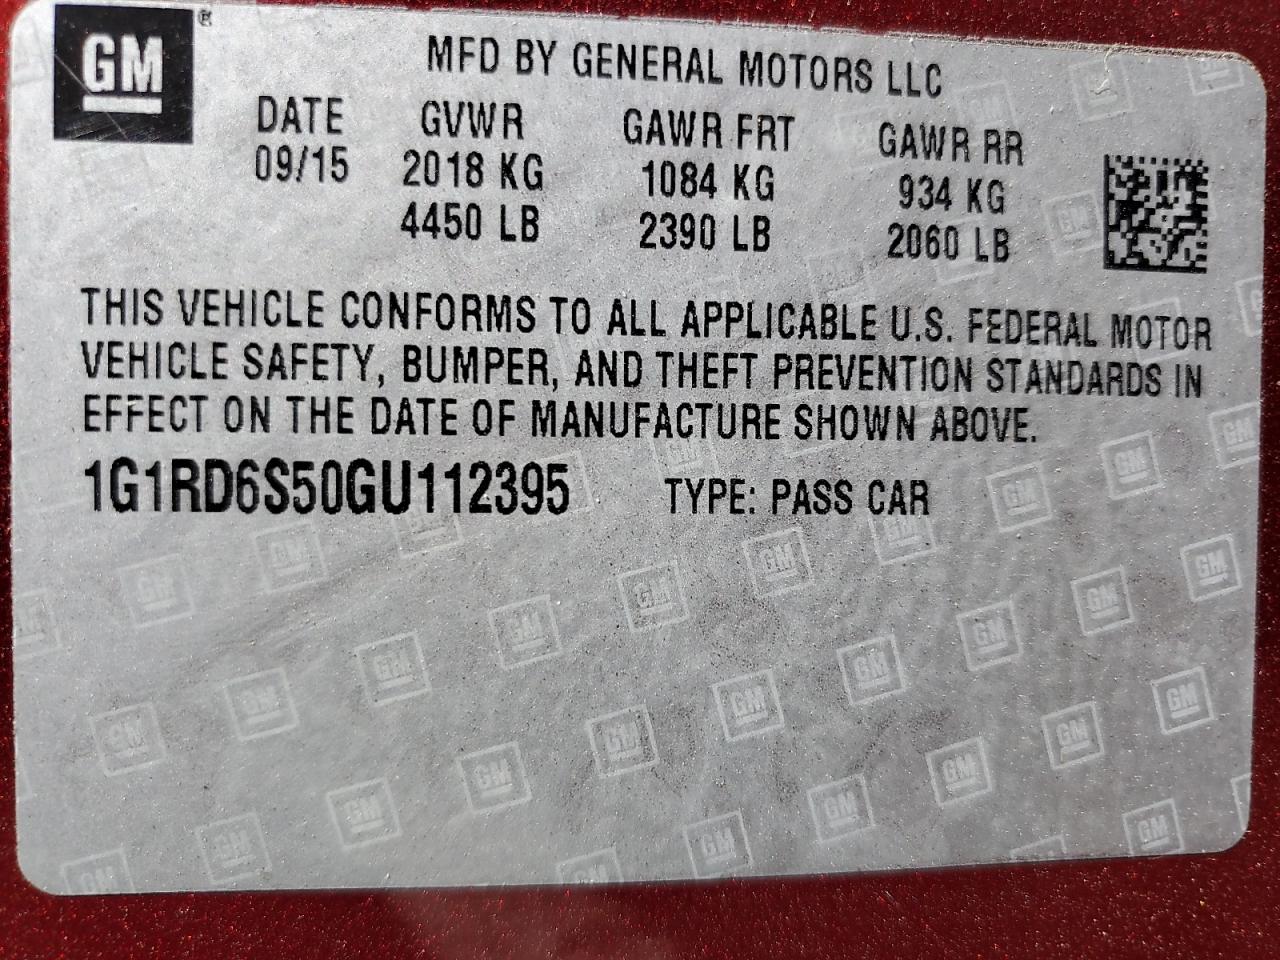 GM ®
MFD BY GENERAL MOTORS LLC
DATE GVWR GAWR FRT GAWR RR
09/15 2018 KG 1084 KG 934 KG
4450 LB 2390 LB 2060 LB
THIS VEHICLE CONFORMS TO ALL APPLICABLE U.S. FEDERAL MOTOR
VEHICLE SAFETY, BUMPER, AND THEFT PREVENTION STANDARDS IN
EFFECT ON THE DATE OF MANUFACTURE SHOWN ABOVE.
1G1RD6S50GU112395 TYPE: PASS CAR